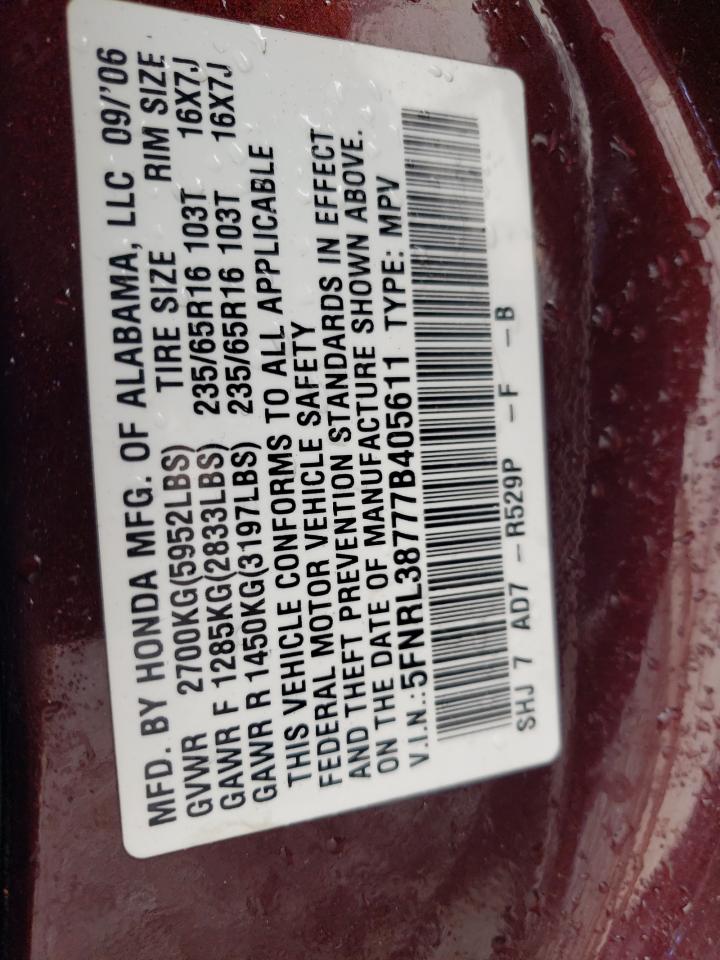 MFD. BY HONDA MFG. OF ALABAMA, LLC 09/'06
TIRE SIZE RIM SIZE
GVWR 2700KG(5952LBS)
GAWR F 1285KG(2833LBS) 235/65R16 103T 16X7J
GAWR R 1450KG(3197LBS) 235/65R16 103T 16X7J
THIS VEHICLE CONFORMS TO ALL APPLICABLE
FEDERAL MOTOR VEHICLE SAFETY
AND THEFT PREVENTION STANDARDS IN EFFECT
ON THE DATE OF MANUFACTURE SHOWN ABOVE.
V.I.N.:5FNRL38777B405611 TYPE: MPV
SHJ 7 AD7 - R529P - F - B